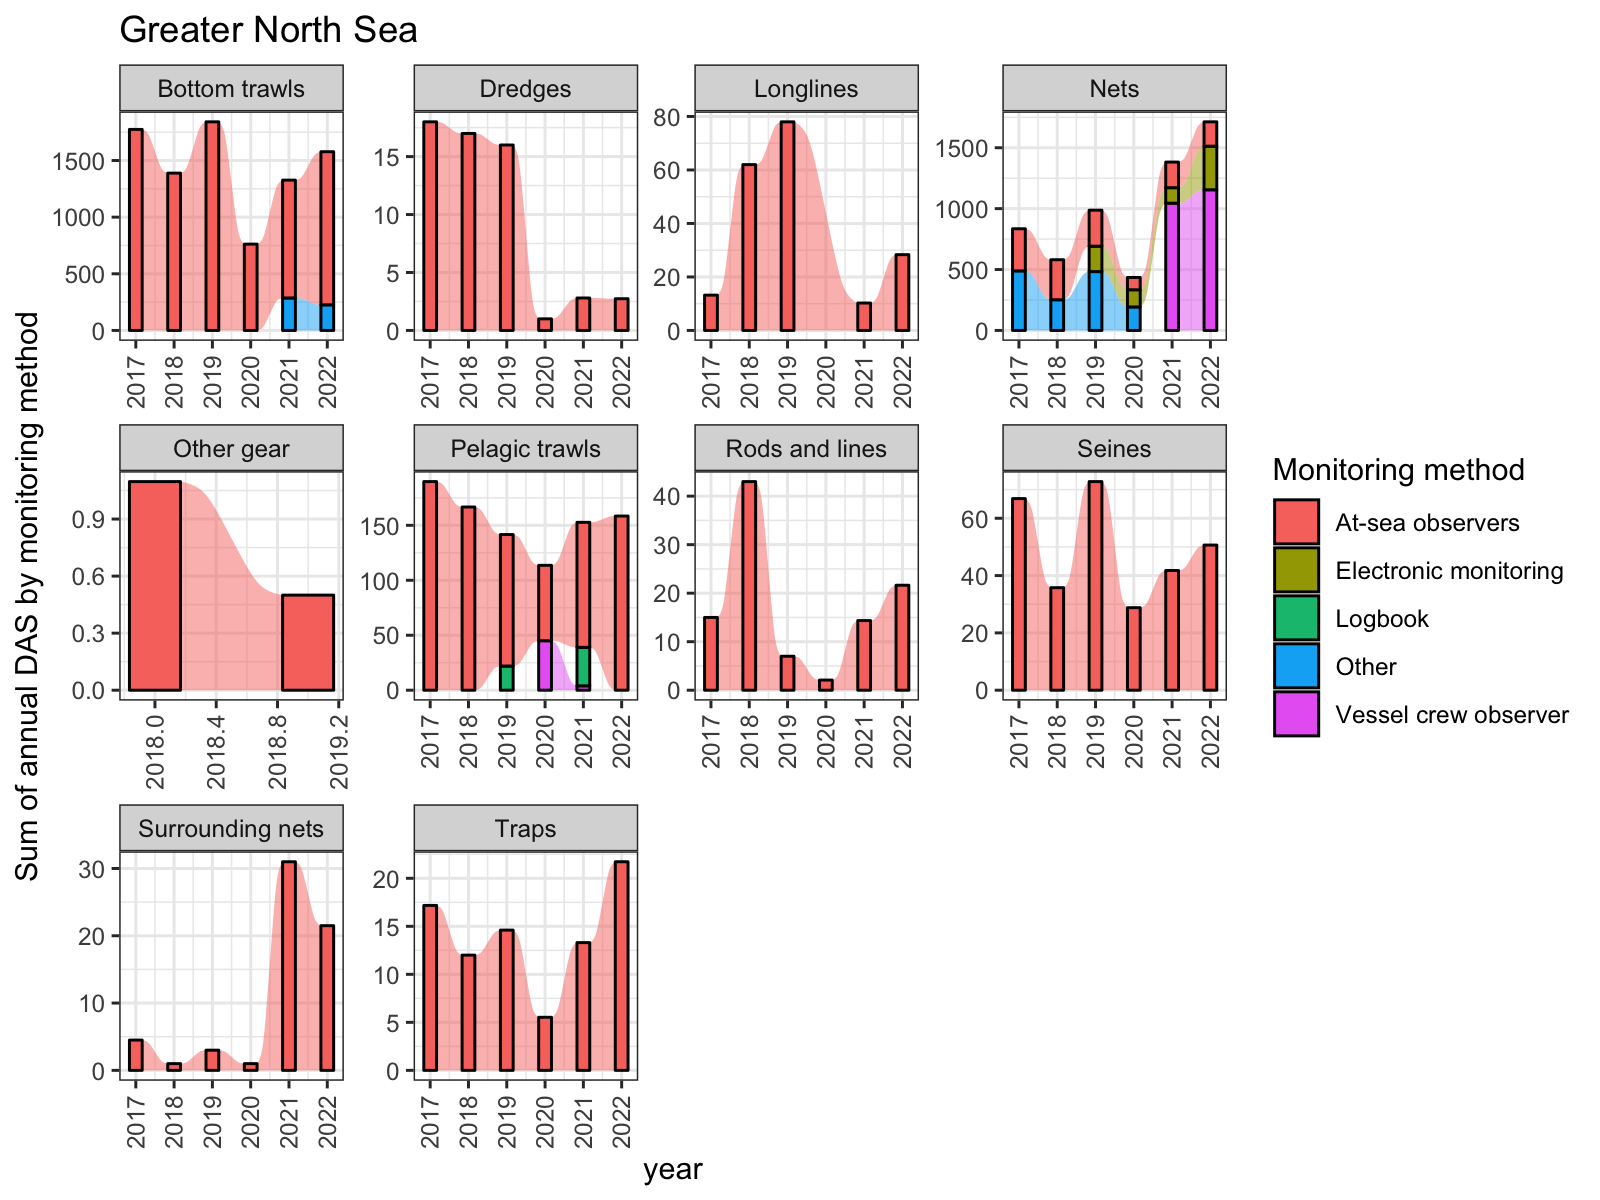 Greater North Sea
Bottom trawls
Dredges
Longlines
Nets
1500
1000
500
0
15
10
5
0
80
60
40
20
0
1500
1000
500
0
2017 2018 2019 2020 2021 2022
2017 2018 2019 2020 2021 2022
2017 2018 2019 2020 2021 2022
2017 2018 2019 2020 2021 2022
Other gear
Pelagic trawls
Rods and lines
Seines
0.9
0.6
0.3
0.0
150
100
50
0
40
30
20
10
0
60
40
20
0
2018.0 2018.4 2018.8 2019.2
2017 2018 2019 2020 2021 2022
2017 2018 2019 2020 2021 2022
2017 2018 2019 2020 2021 2022
Surrounding nets
Traps
30
20
10
0
20
15
10
5
0
2017 2018 2019 2020 2021 2022
2017 2018 2019 2020 2021 2022
Sum of annual DAS by monitoring method
year
Monitoring method
At-sea observers
Electronic monitoring
Logbook
Other
Vessel crew observer